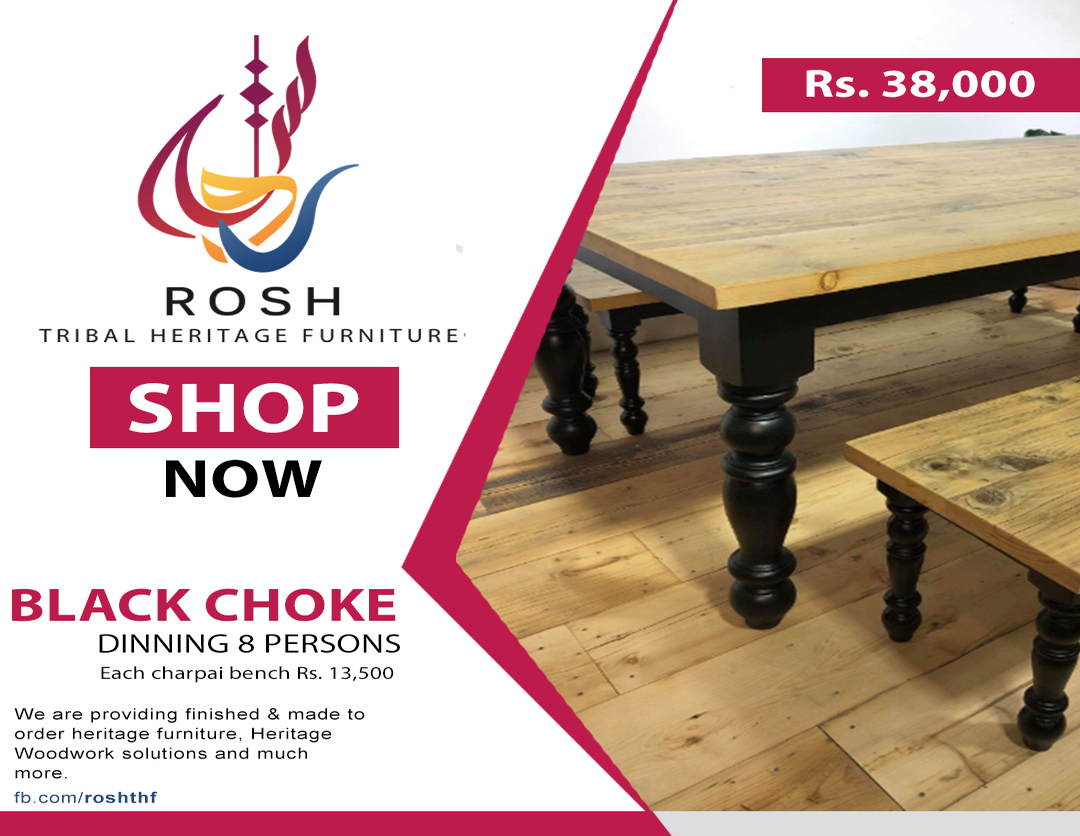 Rs. 38,000
ROSH
TRIBAL HERITAGE FURNITURE
SHOP
NOW
BLACK CHOKE
DINNING 8 PERSONS
Each charpai bench Rs. 13,500
We are providing finished & made to
order heritage furniture, Heritage
Woodwork solutions and much
more.
fb.com/roshthf